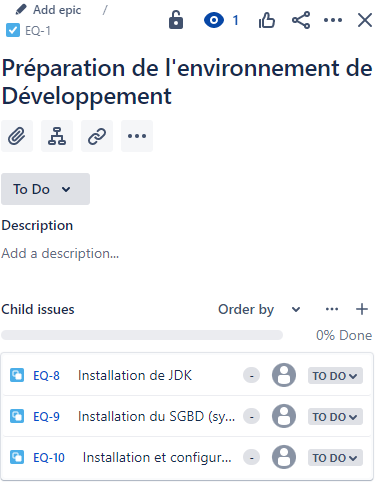 Add epic /
EQ-1
1
Préparation de l'environnement de
Développement
To Do
Description
Add a description...
Child issues Order by
0% Done
EQ-8 Installation de JDK - TO DO
EQ-9 Installation du SGBD (sy... - TO DO
EQ-10 Installation et configur... - TO DO